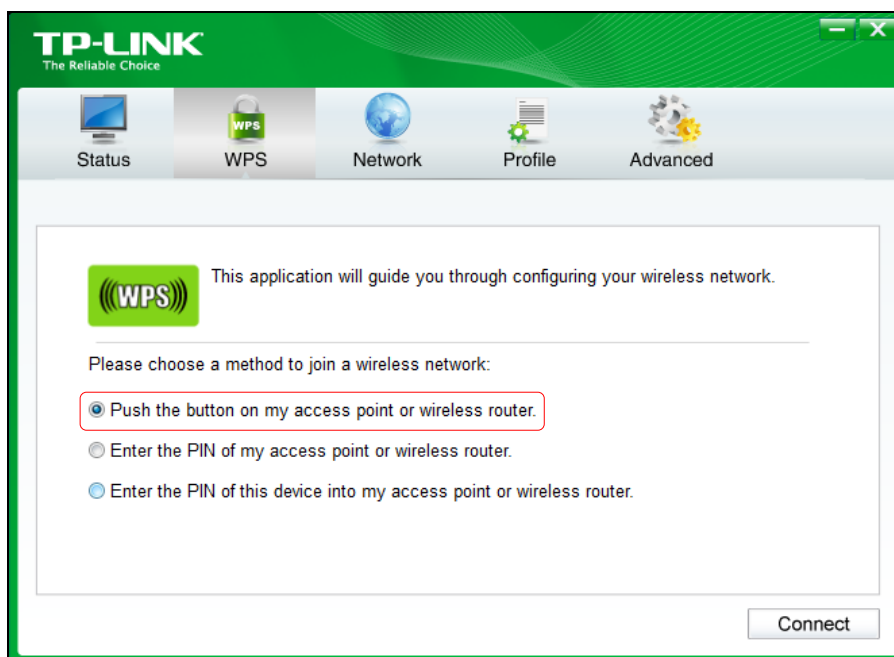 TP-LINK
The Reliable Choice
WPS
Status WPS Network Profile Advanced
(((WPS))) This application will guide you through configuring your wireless network.
Please choose a method to join a wireless network:
Push the button on my access point or wireless router.
Enter the PIN of my access point or wireless router.
Enter the PIN of this device into my access point or wireless router.
Connect